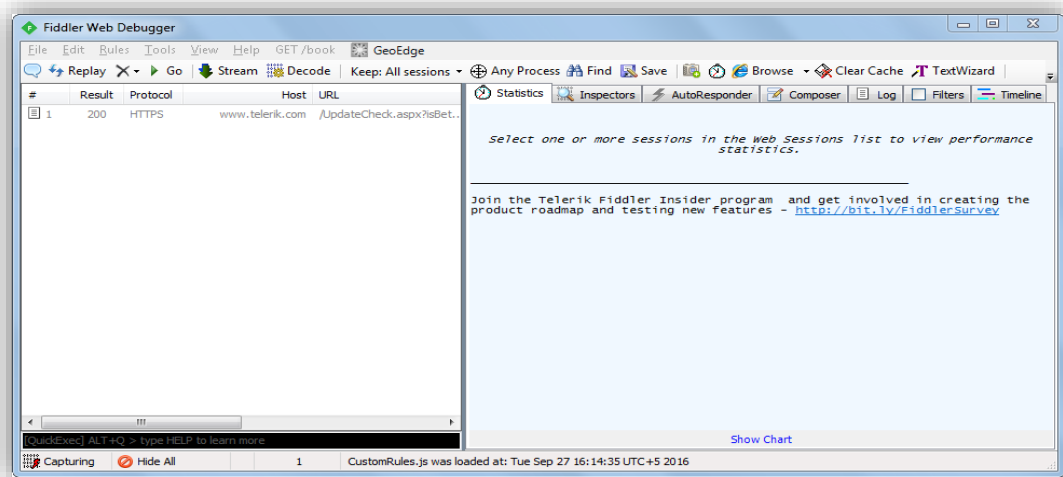 Fiddler Web Debugger
File Edit Rules Tools View Help GET /book GeoEdge
Replay Go Stream Decode Keep: All sessions Any Process Find Save Browse Clear Cache TextWizard
# Result Protocol Host URL
Statistics Inspectors AutoResponder Composer Log Filters Timeline
1 200 HTTPS www.telerik.com /UpdateCheck.aspx?isBet...
Select one or more sessions in the Web Sessions list to view performance
statistics.
Join the Telerik Fiddler Insider program and get involved in creating the
product roadmap and testing new features - http://bit.ly/FiddlerSurvey
[QuickExec] ALT+Q > type HELP to learn more
Show Chart
Capturing Hide All 1 CustomRules.js was loaded at: Tue Sep 27 16:14:35 UTC+5 2016